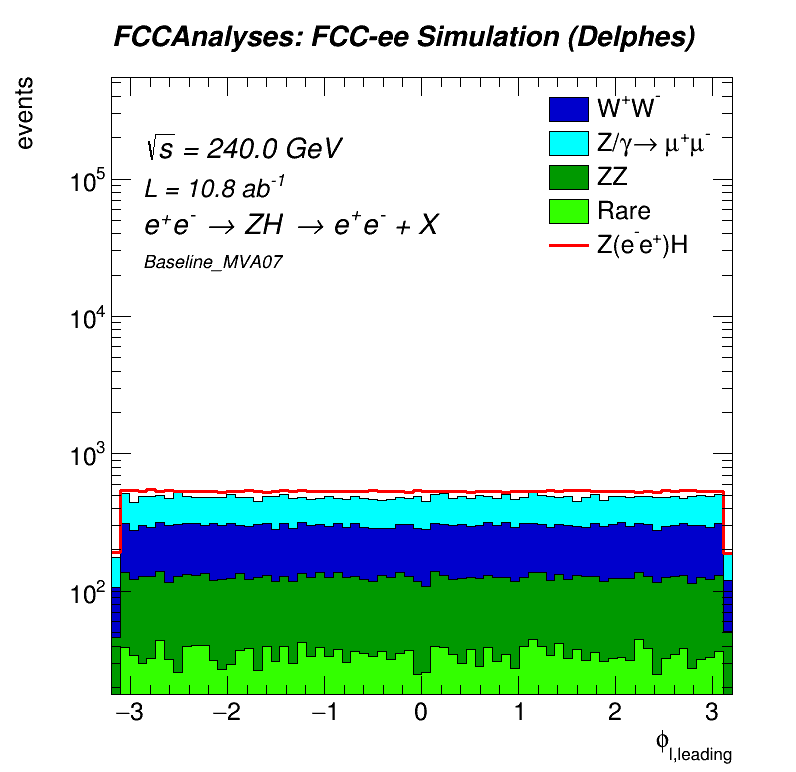 FCCAnalyses: FCC-ee Simulation (Delphes)
events
√s = 240.0 GeV
L = 10.8 ab⁻¹
e⁺e⁻ → ZH → e⁺e⁻ + X
Baseline_MVA07
W⁺W⁻
Z/γ→ μ⁺μ⁻
ZZ
Rare
Z(e⁻e⁺)H
10⁵
10⁴
10³
10²
−3 −2 −1 0 1 2 3
ϕ_l,leading